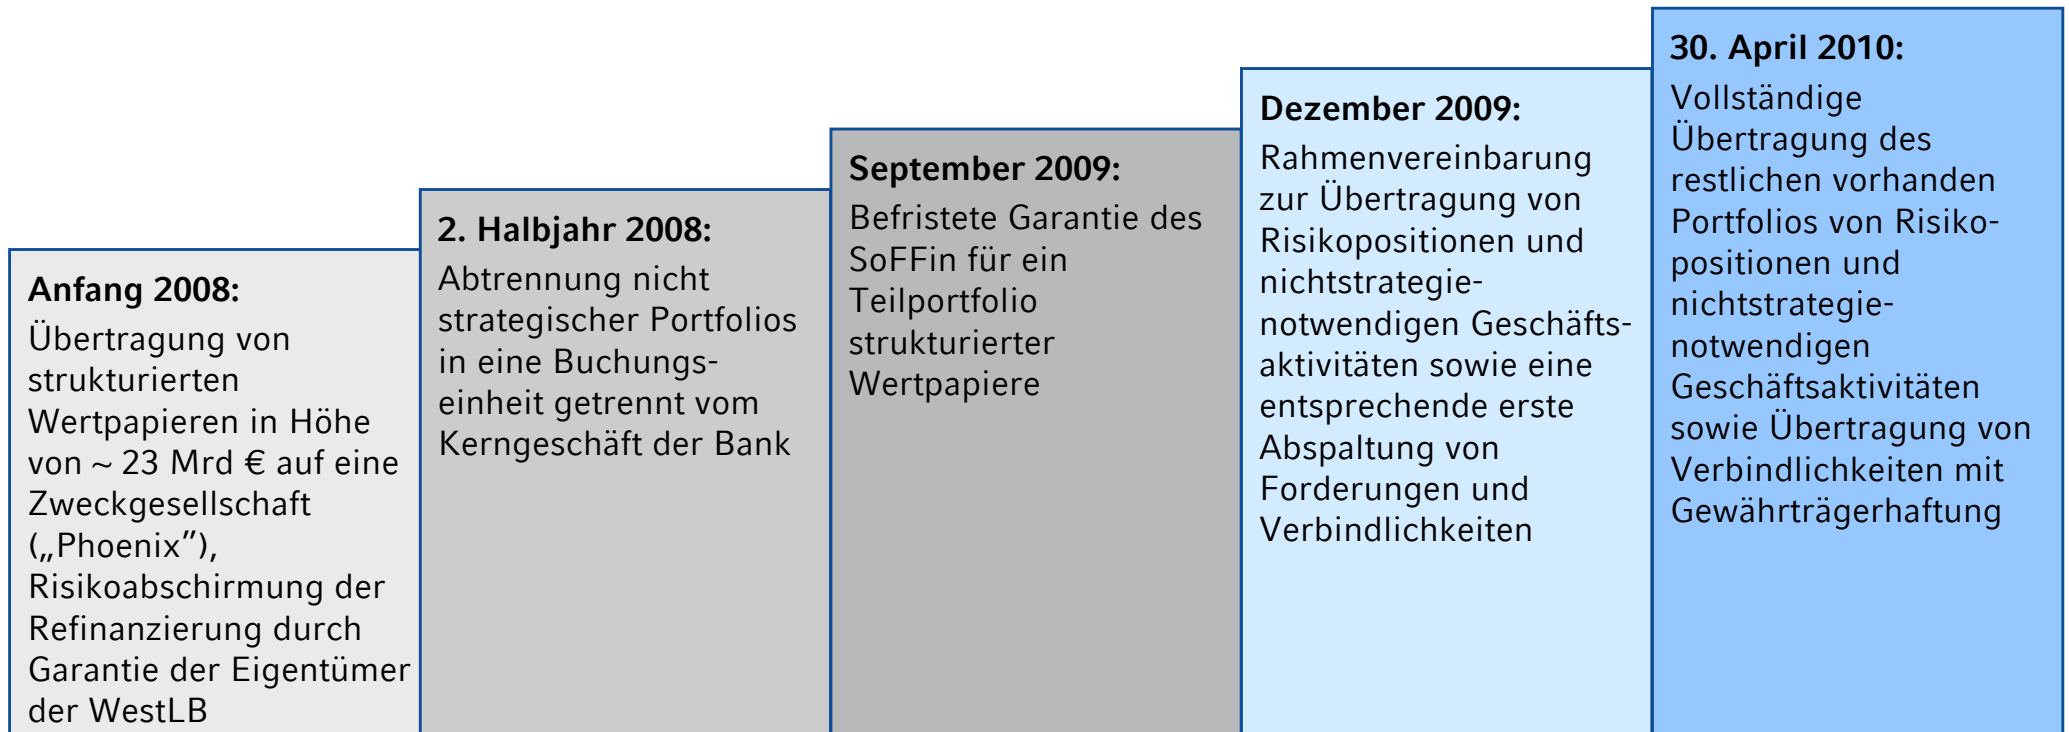 Anfang 2008:
Übertragung von
strukturierten
Wertpapieren in Höhe
von ~ 23 Mrd € auf eine
Zweckgesellschaft
(„Phoenix”),
Risikoabschirmung der
Refinanzierung durch
Garantie der Eigentümer
der WestLB
2. Halbjahr 2008:
Abtrennung nicht
strategischer Portfolios
in eine Buchungs-
einheit getrennt vom
Kerngeschäft der Bank
September 2009:
Befristete Garantie des
SoFFin für ein
Teilportfolio
strukturierter
Wertpapiere
Dezember 2009:
Rahmenvereinbarung
zur Übertragung von
Risikopositionen und
nichtstrategie-
notwendigen Geschäfts-
aktivitäten sowie eine
entsprechende erste
Abspaltung von
Forderungen und
Verbindlichkeiten
30. April 2010:
Vollständige
Übertragung des
restlichen vorhanden
Portfolios von Risiko-
positionen und
nichtstrategie-
notwendigen
Geschäftsaktivitäten
sowie Übertragung von
Verbindlichkeiten mit
Gewährträgerhaftung